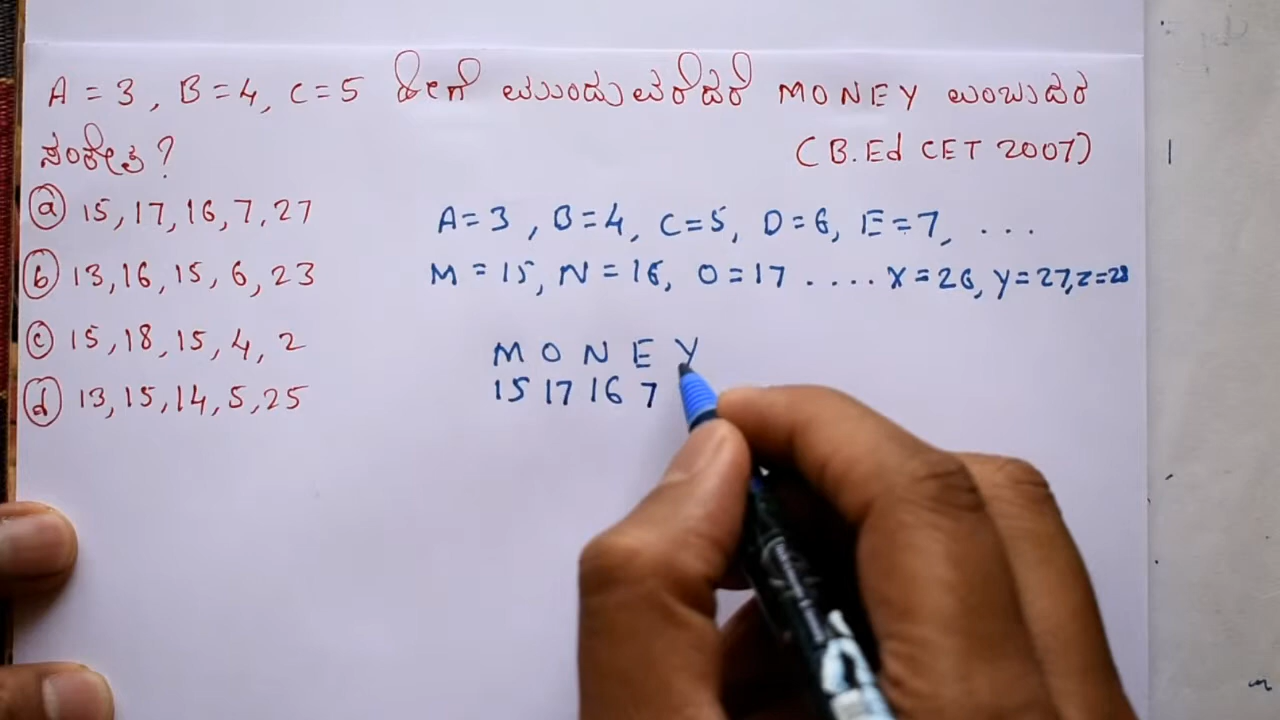 A = 3 , B = 4, C = 5 ಹೀಗೆ ಮುಂದುವರೆದರೆ MONEY ಎಂಬುದರ
ಸಂಕೇತ ?
(B.Ed CET 2007)
ⓐ 15, 17, 16, 7, 27
ⓑ 13, 16, 15, 6, 23
ⓒ 15, 18, 15, 4, 2
ⓓ 13, 15, 14, 5, 25
A = 3 , B = 4, C = 5, D = 6, E = 7, ...
M = 15, N = 16, O = 17 .... X = 26, Y = 27, Z = 28
M O N E Y
15 17 16 7